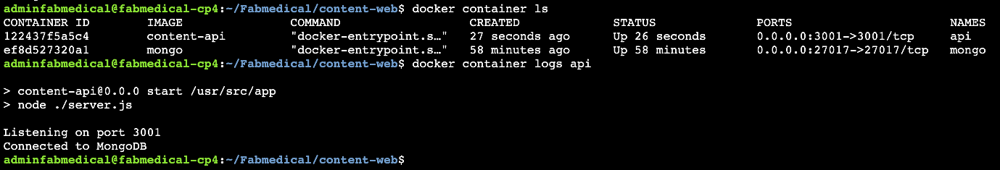 adminfabmedical@fabmedical-cp4:~/Fabmedical/content-web$ docker container ls
CONTAINER ID IMAGE COMMAND CREATED STATUS PORTS NAMES
122437f5a5c4 content-api "docker-entrypoint.s…" 27 seconds ago Up 26 seconds 0.0.0.0:3001->3001/tcp api
ef8d527320a1 mongo "docker-entrypoint.s…" 58 minutes ago Up 58 minutes 0.0.0.0:27017->27017/tcp mongo
adminfabmedical@fabmedical-cp4:~/Fabmedical/content-web$ docker container logs api
> content-api@0.0.0 start /usr/src/app
> node ./server.js
Listening on port 3001
Connected to MongoDB
adminfabmedical@fabmedical-cp4:~/Fabmedical/content-web$